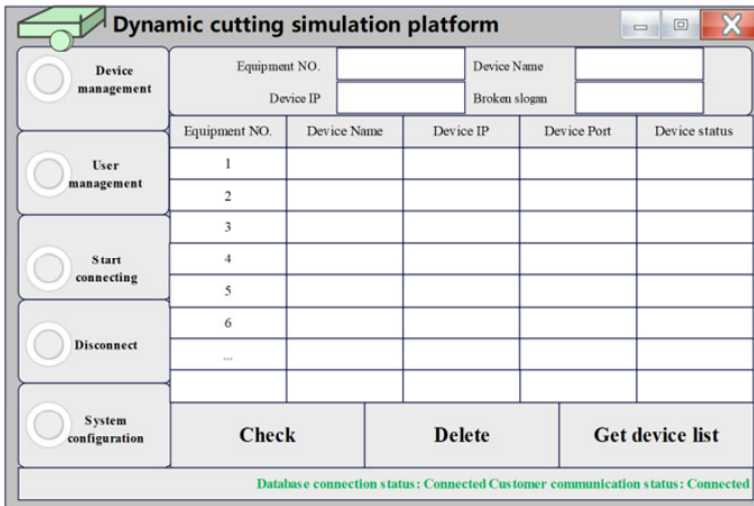 Dynamic cutting simulation platform
Device
management
User
management
Start
connecting
Disconnect
System
configuration
Equipment NO.
Device Name
Device IP
Broken slogan
Equipment NO. Device Name Device IP Device Port Device status
1
2
3
4
5
6
...
Check Delete Get device list
Database connection status: Connected Customer communication status: Connected